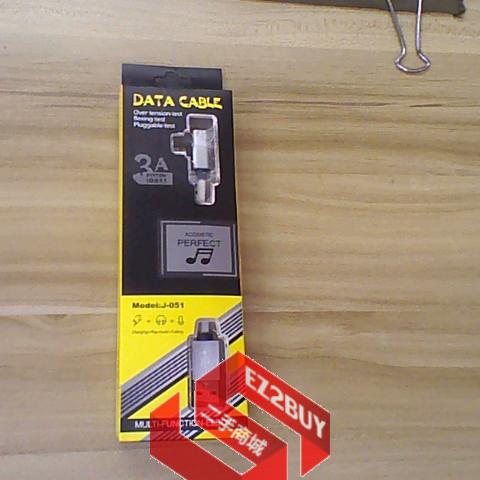 DATA CABLE
Over tension-test
flexing-test
Pluggable-test
3A
ACOUSTIC
PERFECT
Model:J-051
MULTI-FUNCTION
EZ2BUY
二手商城